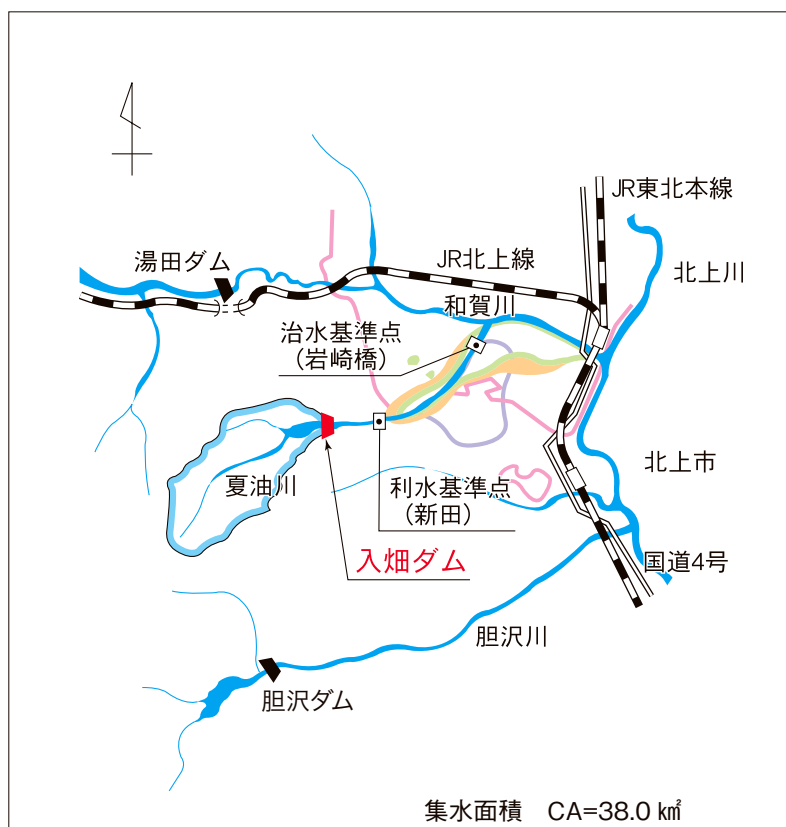 JR東北本線
湯田ダム
JR北上線
北上川
和賀川
治水基準点
(岩崎橋)
北上市
夏油川
利水基準点
(新田)
入畑ダム
国道4号
胆沢川
胆沢ダム
集水面積 CA=38.0 ㎢